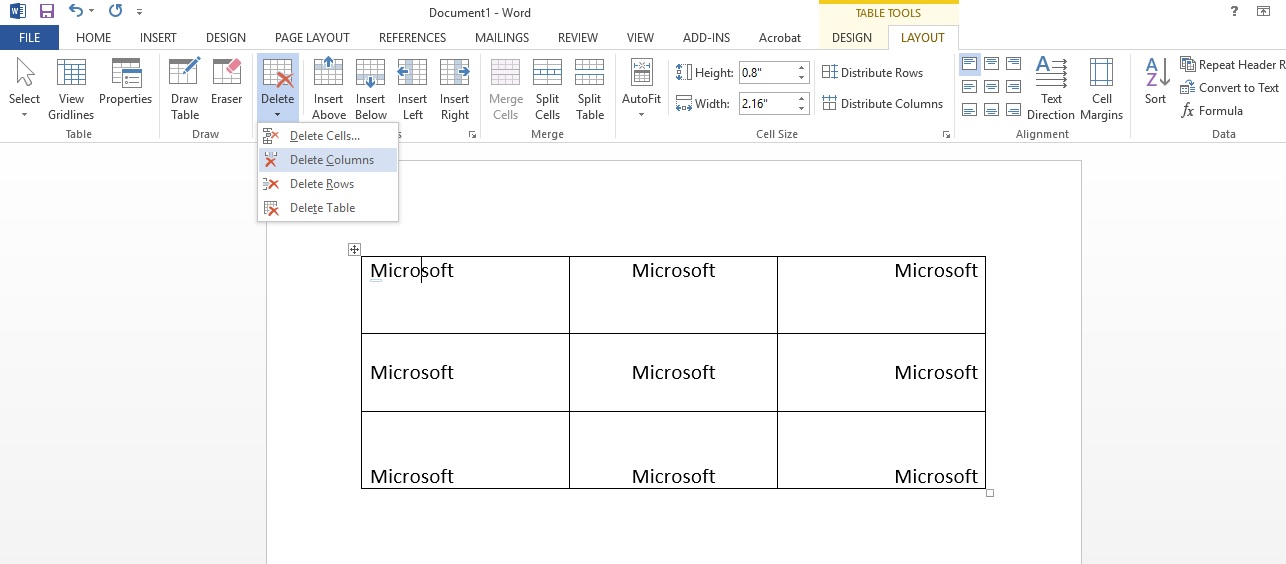 Document1 - Word
TABLE TOOLS
?
FILE HOME INSERT DESIGN PAGE LAYOUT REFERENCES MAILINGS REVIEW VIEW ADD-INS Acrobat DESIGN LAYOUT
Select
View Gridlines
Properties
Table
Draw Table
Eraser
Draw
Delete
Insert Above
Insert Below
Insert Left
Insert Right
Merge Cells
Split Cells
Split Table
Merge
AutoFit
Height: 0.8"
Width: 2.16"
Distribute Rows
Distribute Columns
Cell Size
Text Direction
Cell Margins
Alignment
Sort
Repeat Header R
Convert to Text
fx Formula
Data
Delete Cells...
Delete Columns
Delete Rows
Delete Table
Microsoft Microsoft Microsoft
Microsoft Microsoft Microsoft
Microsoft Microsoft Microsoft